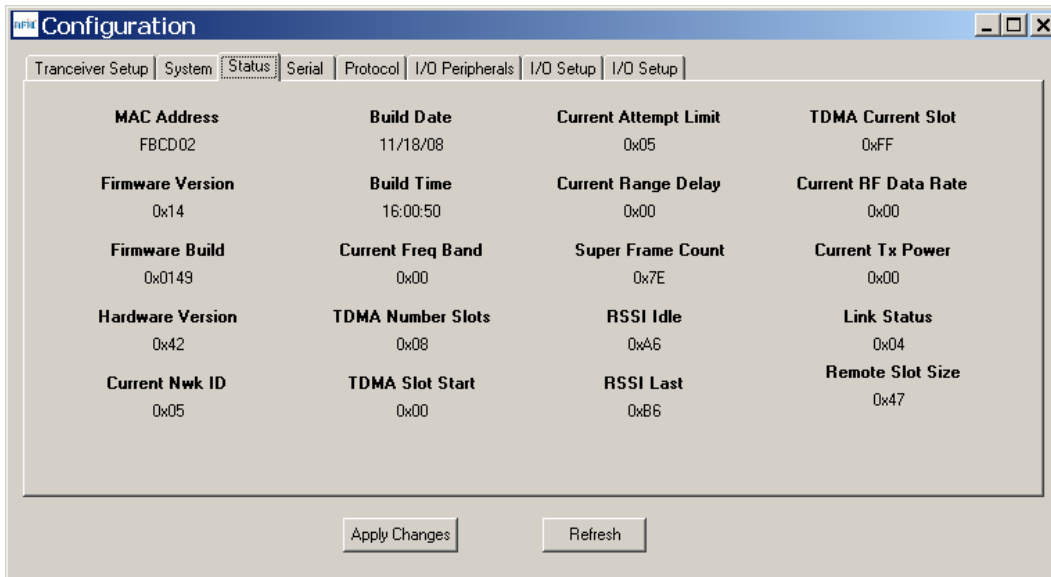 RFM Configuration
Tranceiver Setup System Status Serial Protocol I/O Peripherals I/O Setup I/O Setup
MAC Address Build Date Current Attempt Limit TDMA Current Slot
FBCD02 11/18/08 0x05 0xFF
Firmware Version Build Time Current Range Delay Current RF Data Rate
0x14 16:00:50 0x00 0x00
Firmware Build Current Freq Band Super Frame Count Current Tx Power
0x0149 0x00 0x7E 0x00
Hardware Version TDMA Number Slots RSSI Idle Link Status
0x42 0x08 0xA6 0x04
Current Nwk ID TDMA Slot Start RSSI Last Remote Slot Size
0x05 0x00 0xB6 0x47
Apply Changes Refresh